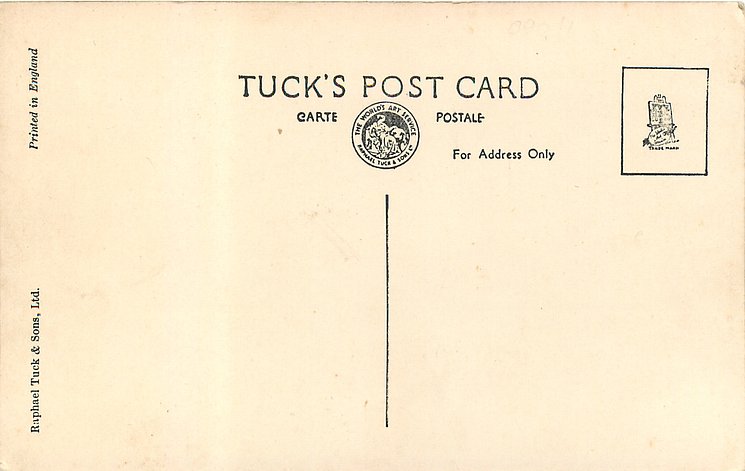 TUCK'S POST CARD
CARTE POSTALE
THE WORLD'S ART SERVICE
RAPHAEL TUCK & SONS LTD
For Address Only
TRADE MARK
Printed in England
Raphael Tuck & Sons, Ltd.